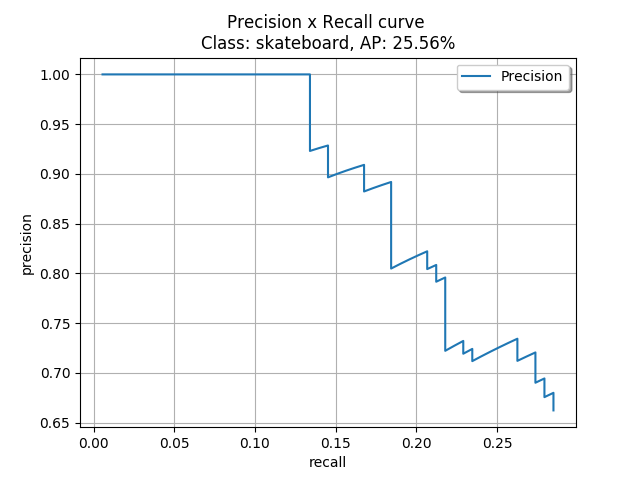 Precision x Recall curve
Class: skateboard, AP: 25.56%
Precision
1.00
0.95
0.90
0.85
0.80
0.75
0.70
0.65
precision
0.00 0.05 0.10 0.15 0.20 0.25
recall